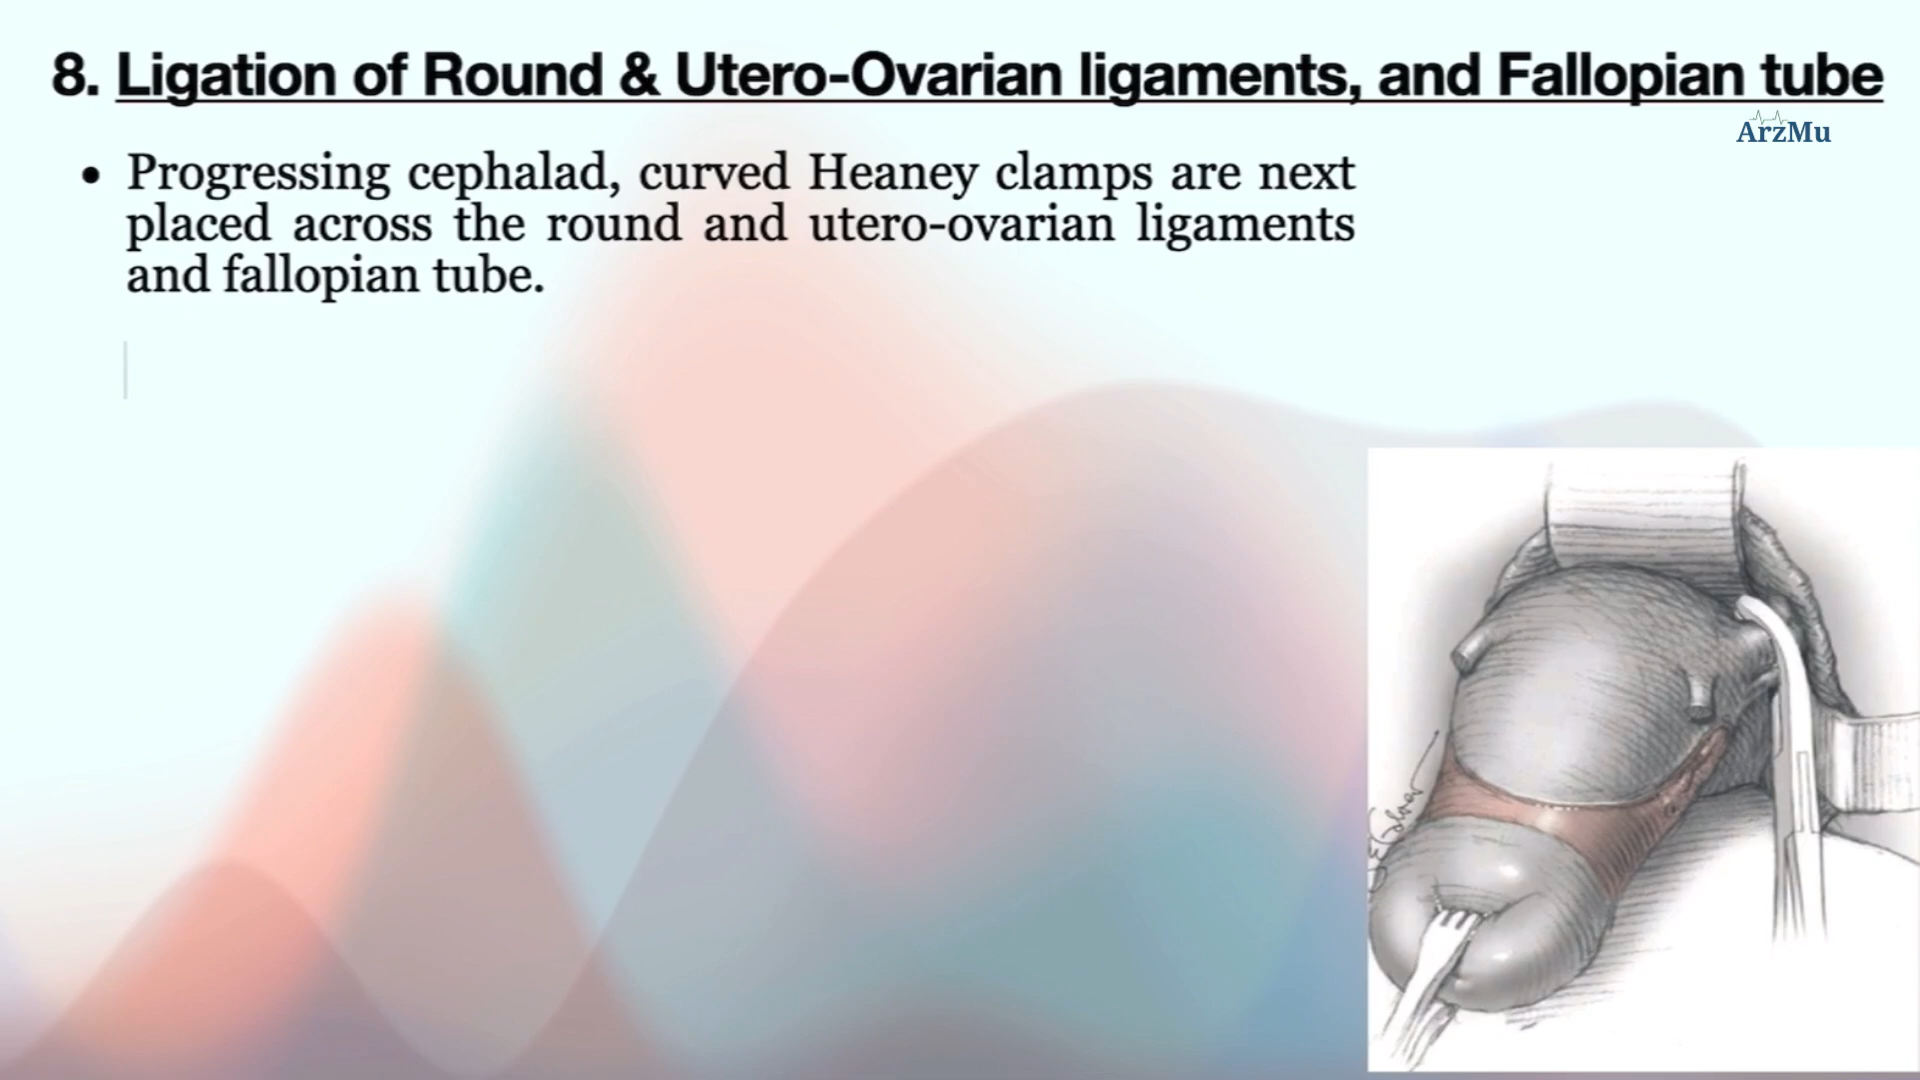 8. Ligation of Round & Utero-Ovarian ligaments, and Fallopian tube
ArzMu
• Progressing cephalad, curved Heaney clamps are next
placed across the round and utero-ovarian ligaments
and fallopian tube.